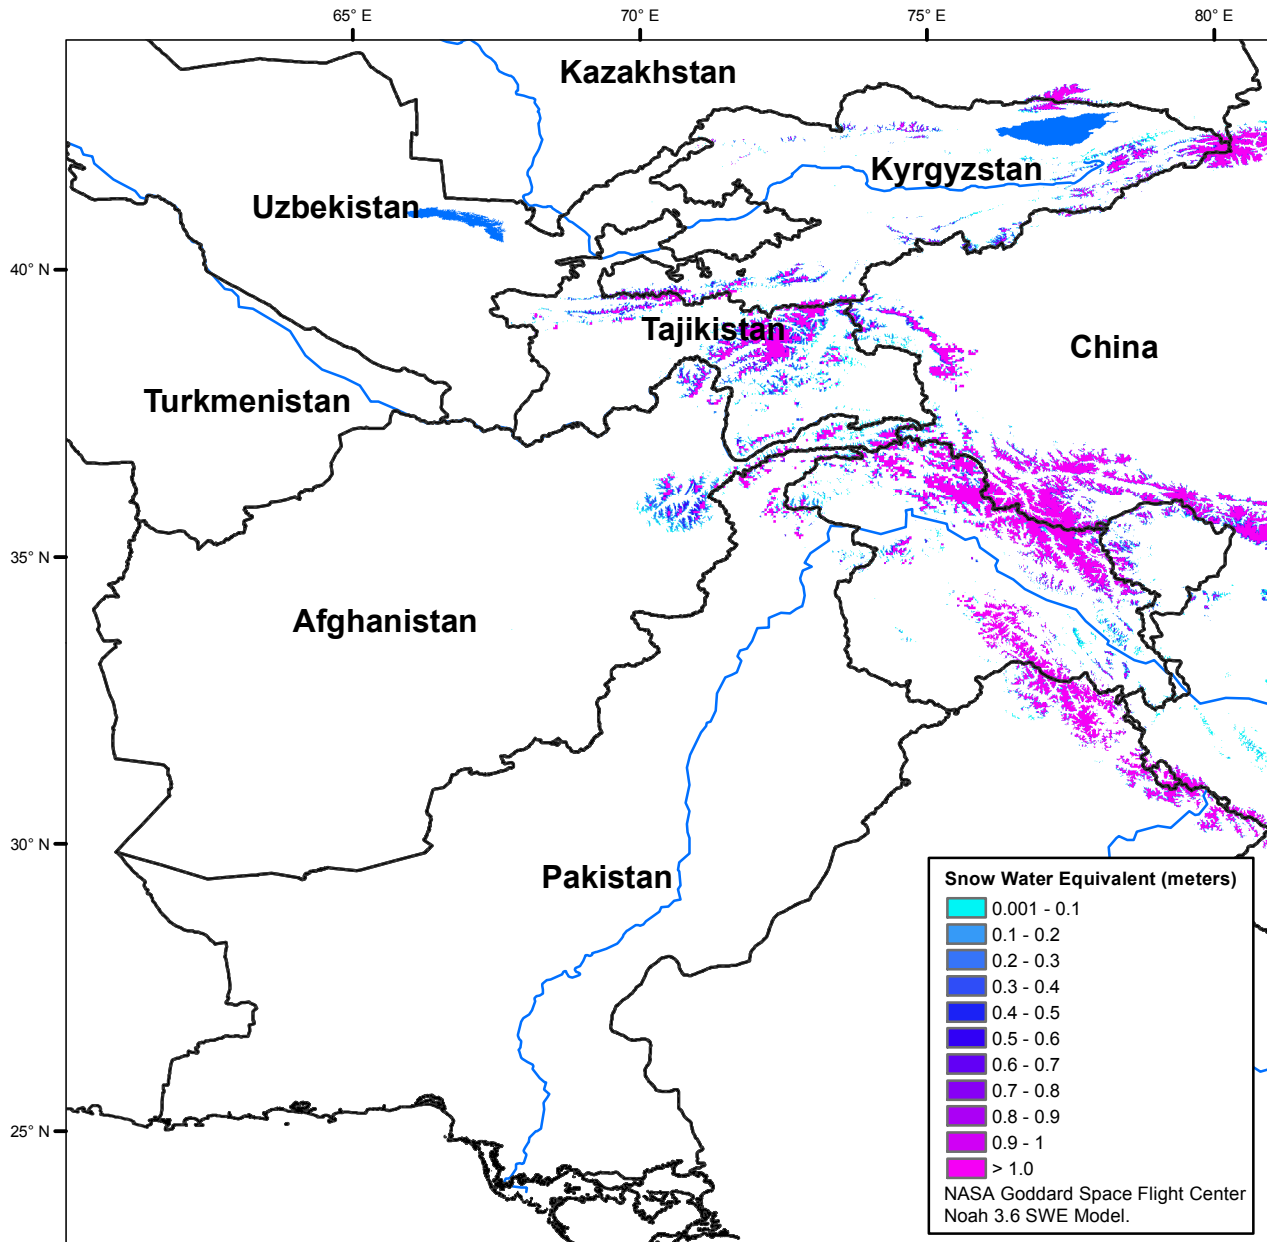 65° E
70° E
75° E
80° E
Kazakhstan
Kyrgyzstan
Uzbekistan
40° N
Tajikistan
China
Turkmenistan
35° N
Afghanistan
30° N
Pakistan
Snow Water Equivalent (meters)
0.001 - 0.1
0.1 - 0.2
0.2 - 0.3
0.3 - 0.4
0.4 - 0.5
0.5 - 0.6
0.6 - 0.7
0.7 - 0.8
0.8 - 0.9
0.9 - 1
> 1.0
25° N
NASA Goddard Space Flight Center
Noah 3.6 SWE Model.